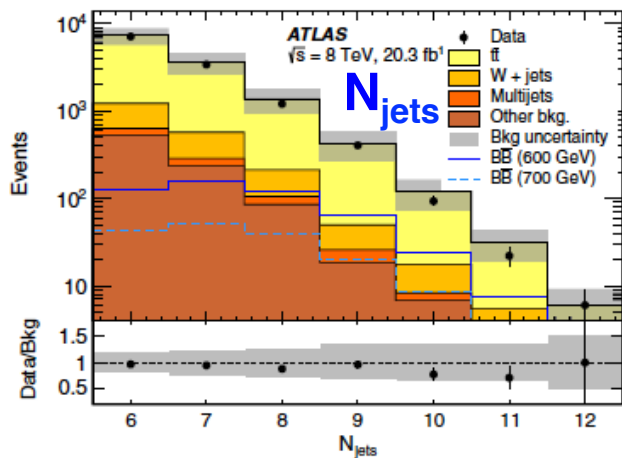 ATLAS
√s = 8 TeV, 20.3 fb¹
Data
tt̄
W + jets
Multijets
Other bkg.
Bkg uncertainty
BB̄ (600 GeV)
BB̄ (700 GeV)
Njets
Events
10⁴
10³
10²
10
Data/Bkg
1.5
1
0.5
6 7 8 9 10 11 12
Njets